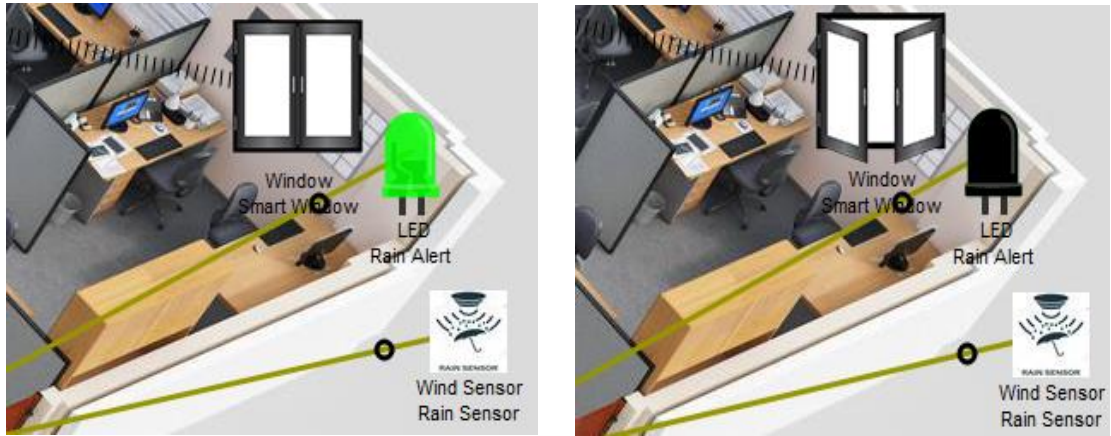 Window
Smart Window
LED
Rain Alert
RAIN SENSOR
Wind Sensor
Rain Sensor
Window
Smart Window
LED
Rain Alert
RAIN SENSOR
Wind Sensor
Rain Sensor